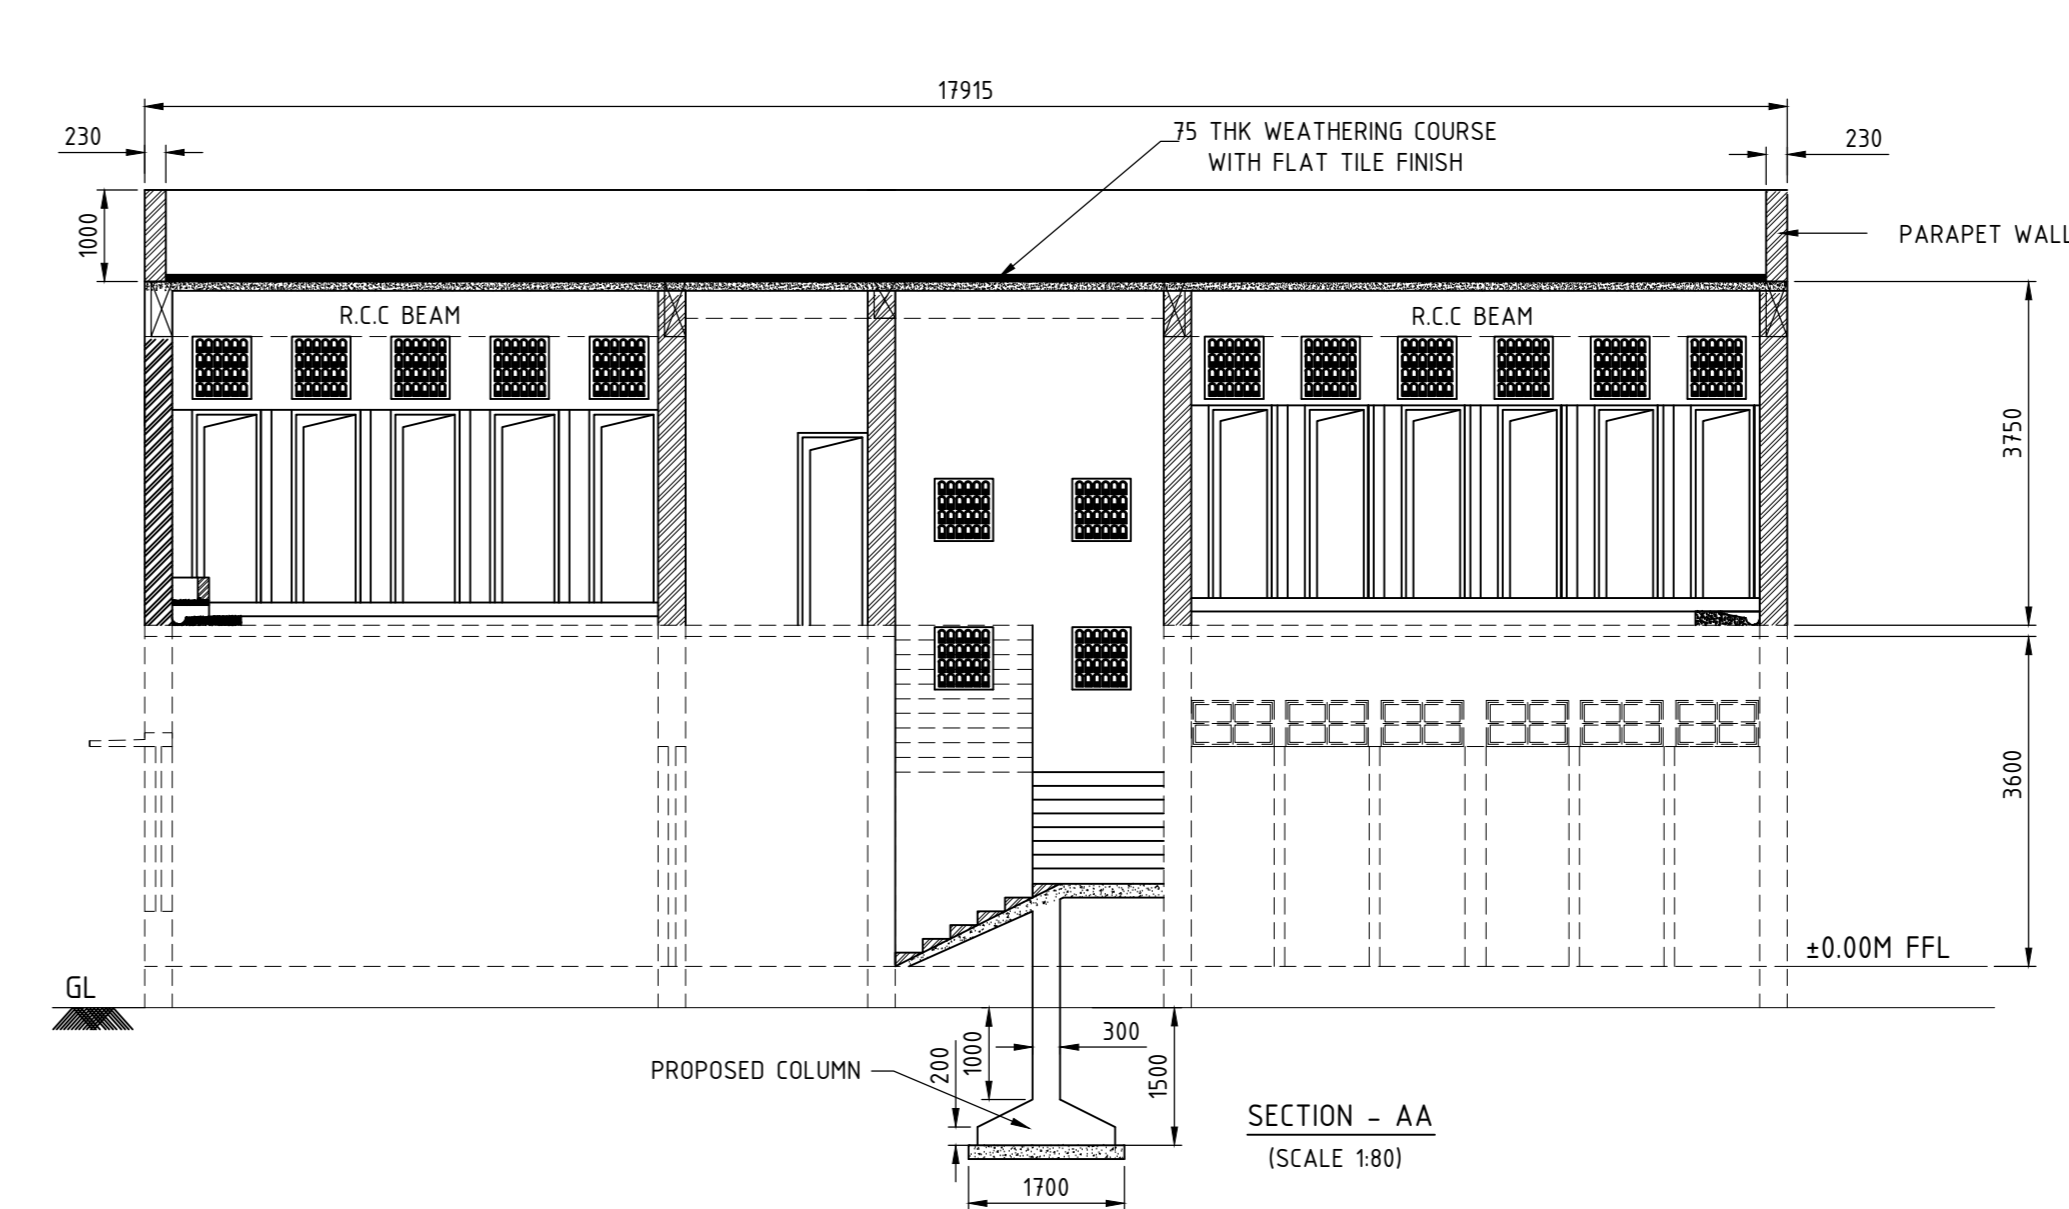 17915
230
75 THK WEATHERING COURSE
WITH FLAT TILE FINISH
230
1000
PARAPET WALL
R.C.C BEAM
R.C.C BEAM
3750
3600
±0.00M FFL
GL
300
1000
200
1500
PROPOSED COLUMN
SECTION - AA
(SCALE 1:80)
1700